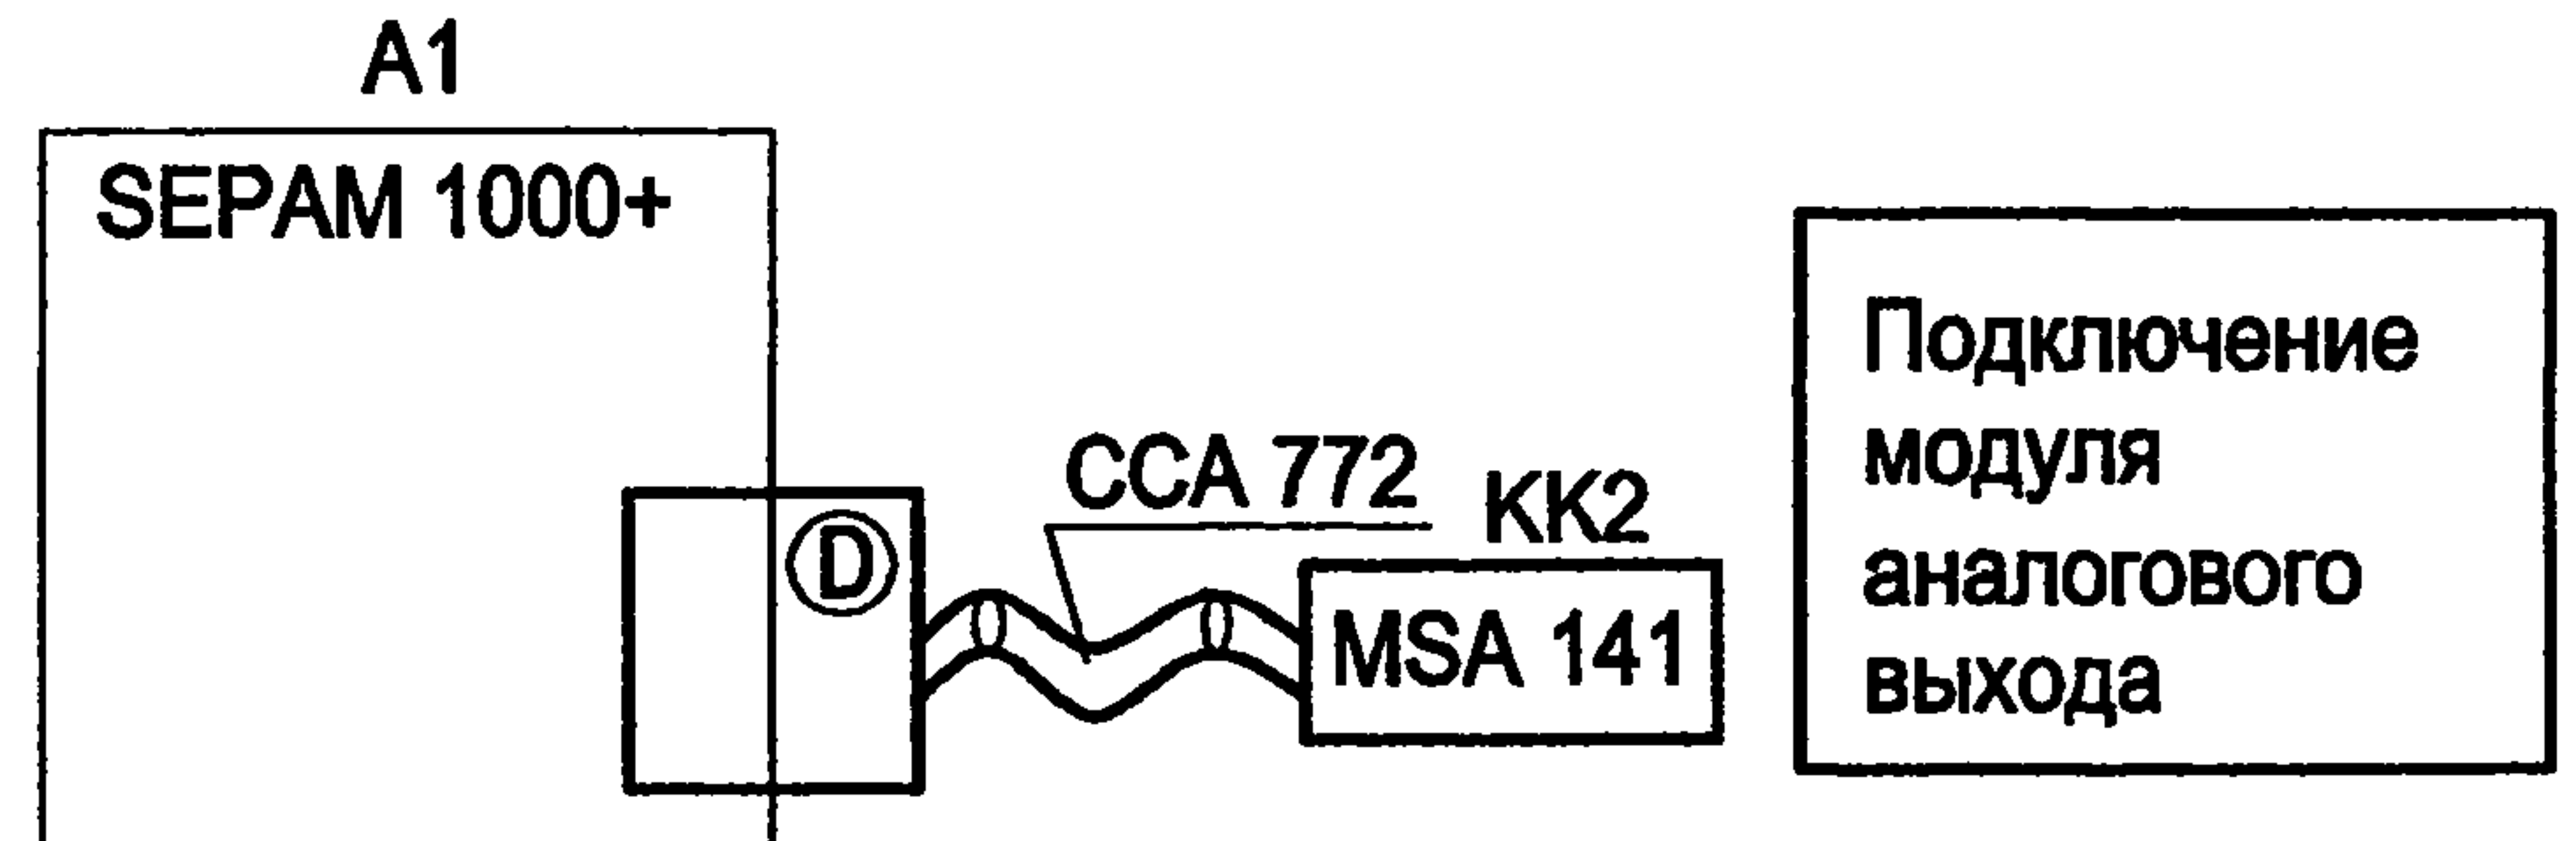 A1
SEPAM 1000+
D
CCA 772
KK2
MSA 141
Подключение
модуля
аналогового
выхода